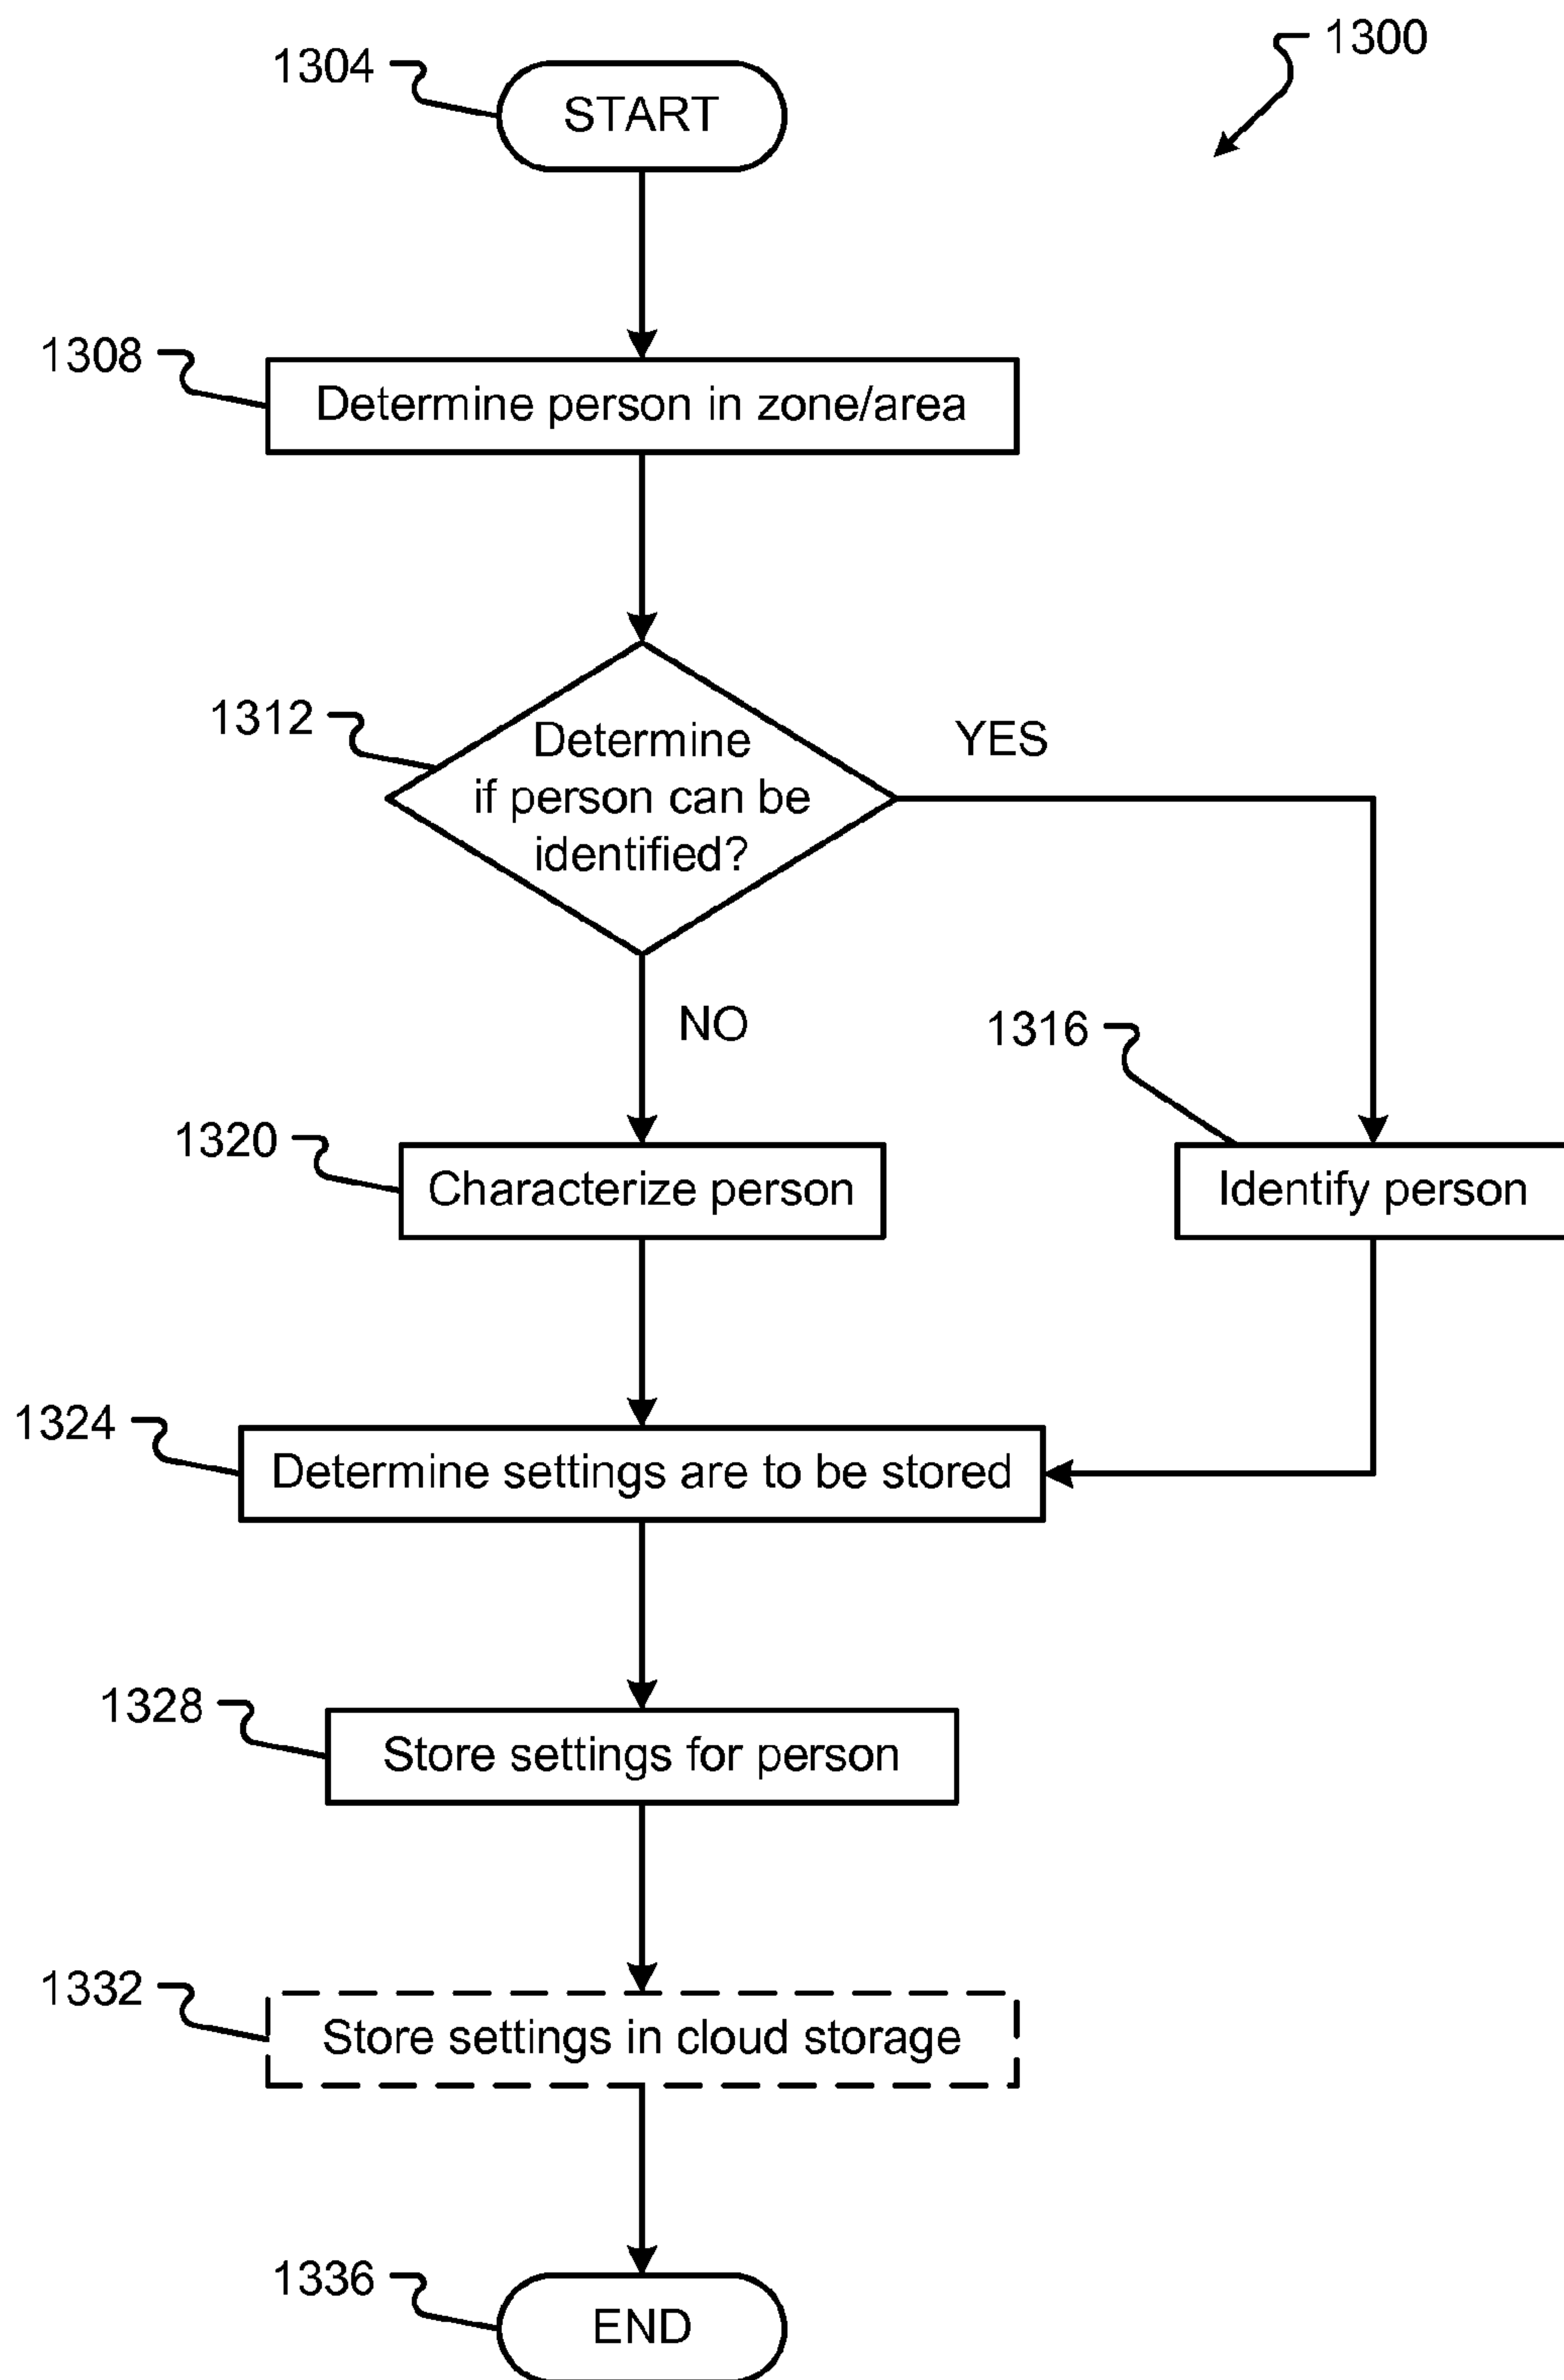 1300
1304
START
1308
Determine person in zone/area
1312
Determine
if person can be
identified?
YES
NO
1316
1320
Characterize person
Identify person
1324
Determine settings are to be stored
1328
Store settings for person
1332
Store settings in cloud storage
1336
END